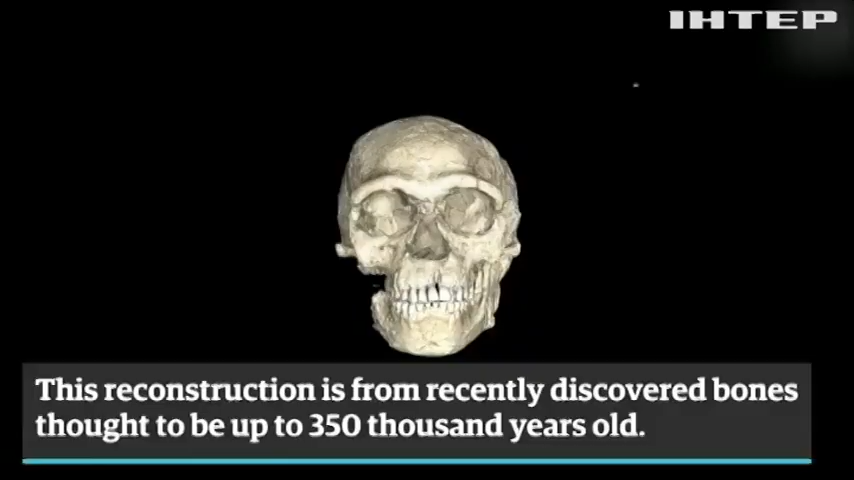 ІНТЕР
This reconstruction is from recently discovered bones
thought to be up to 350 thousand years old.